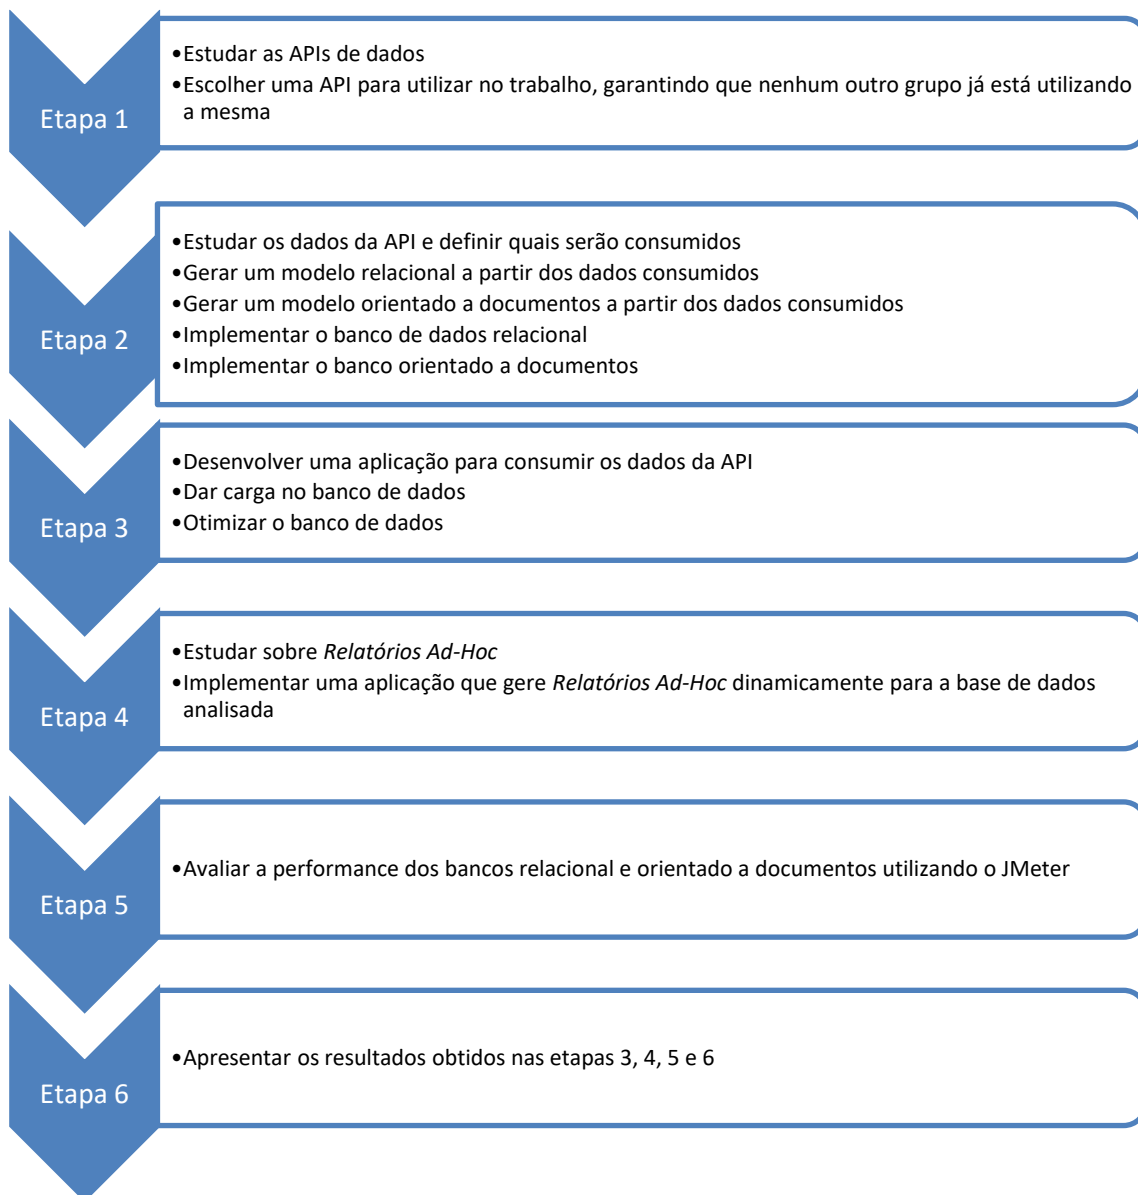 Etapa 1
•Estudar as APIs de dados
•Escolher uma API para utilizar no trabalho, garantindo que nenhum outro grupo já está utilizando
a mesma
Etapa 2
•Estudar os dados da API e definir quais serão consumidos
•Gerar um modelo relacional a partir dos dados consumidos
•Gerar um modelo orientado a documentos a partir dos dados consumidos
•Implementar o banco de dados relacional
•Implementar o banco orientado a documentos
Etapa 3
•Desenvolver uma aplicação para consumir os dados da API
•Dar carga no banco de dados
•Otimizar o banco de dados
Etapa 4
•Estudar sobre Relatórios Ad-Hoc
•Implementar uma aplicação que gere Relatórios Ad-Hoc dinamicamente para a base de dados
analisada
Etapa 5
•Avaliar a performance dos bancos relacional e orientado a documentos utilizando o JMeter
Etapa 6
•Apresentar os resultados obtidos nas etapas 3, 4, 5 e 6